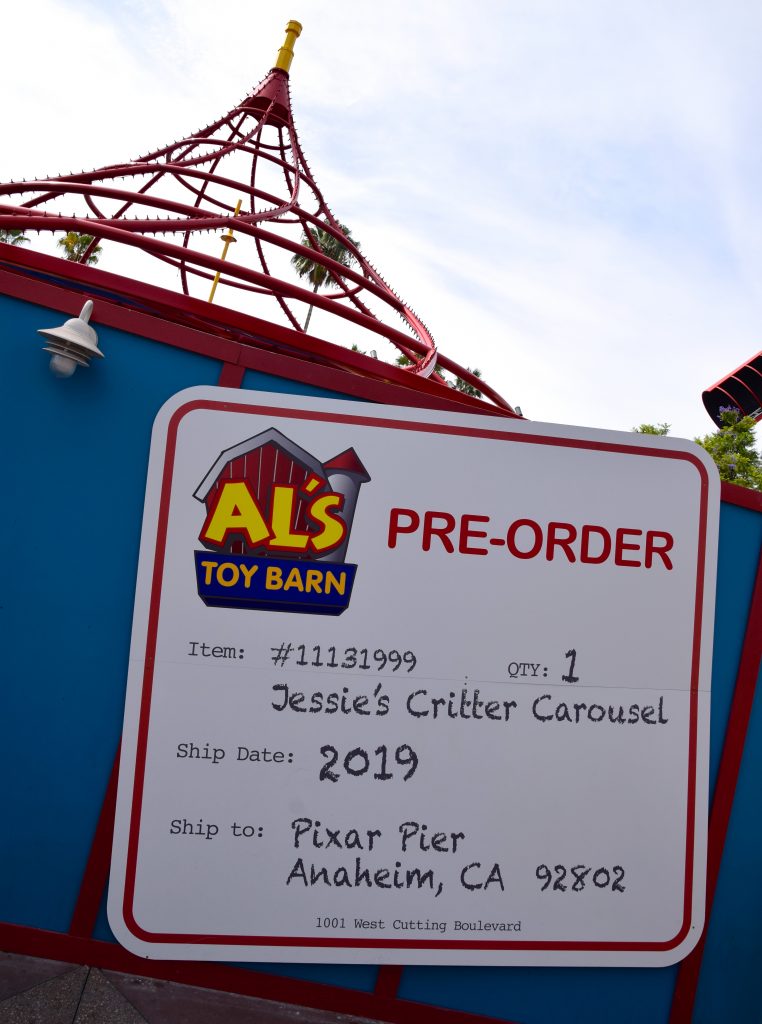 AL'S
TOY BARN
PRE-ORDER
Item: #11131999 QTY: 1
Jessie's Critter Carousel
Ship Date: 2019
Ship to: Pixar Pier
Anaheim, CA 92802
1001 West Cutting Boulevard